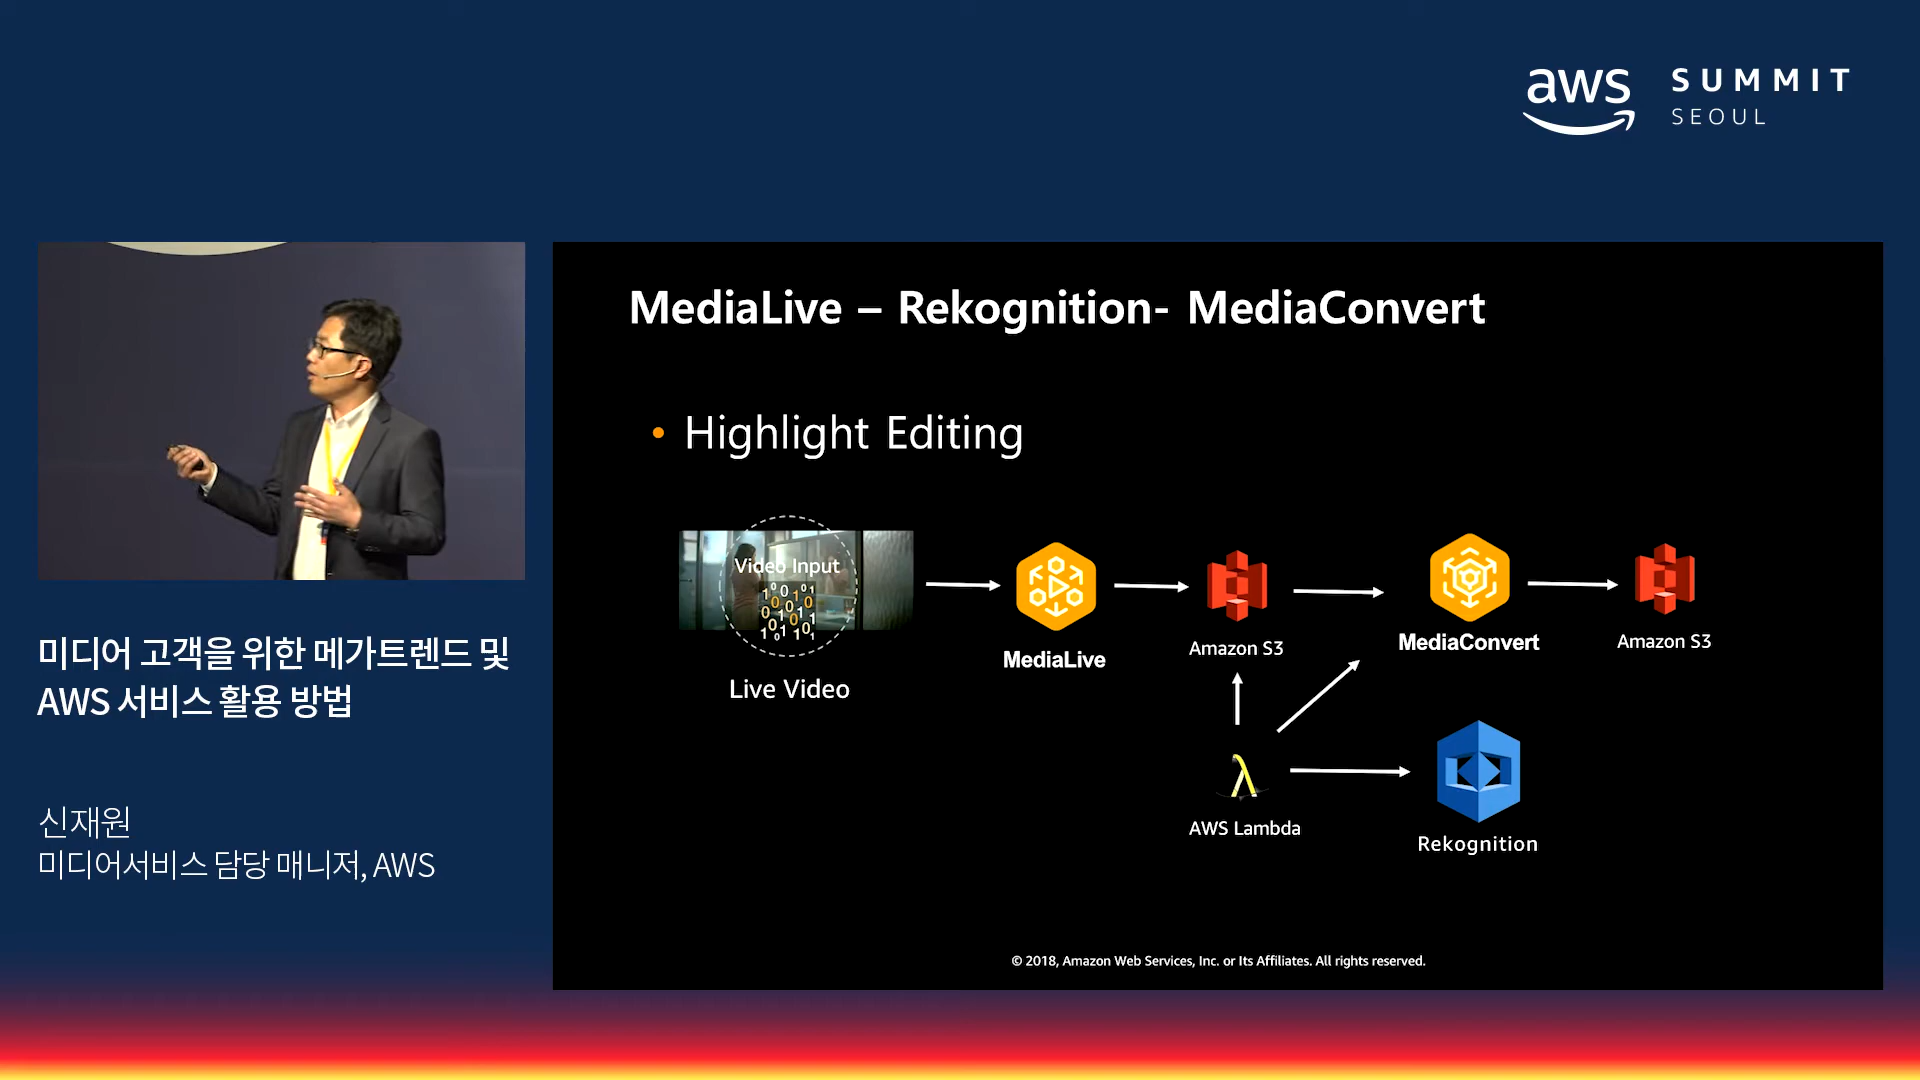 aws
SUMMIT
SEOUL
MediaLive – Rekognition- MediaConvert
• Highlight Editing
Video Input
Live Video
MediaLive
Amazon S3
MediaConvert
Amazon S3
AWS Lambda
Rekognition
© 2018, Amazon Web Services, Inc. or Its Affiliates. All rights reserved.
미디어 고객을 위한 메가트렌드 및
AWS 서비스 활용 방법
신재원
미디어서비스 담당 매니저, AWS